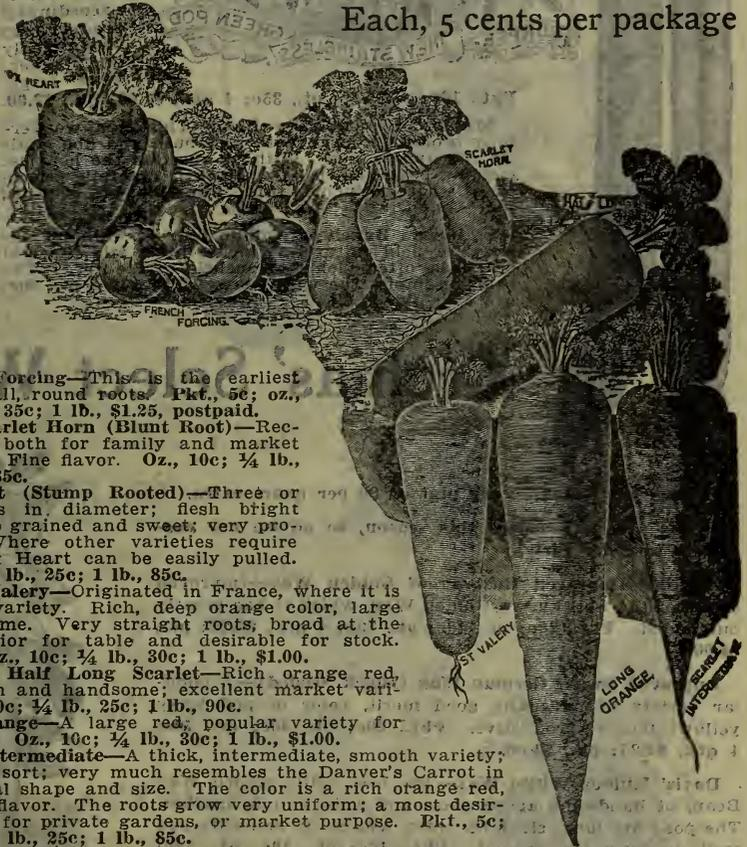 Each, 5 cents per package
OX HEART
SCARLET
HORN
HALF LONG
FRENCH
FORCING
Forcing—This is the earliest
ll, round roots. Pkt., 5c; oz.,
35c; 1 lb., $1.25, postpaid.
rlet Horn (Blunt Root)—Rec-
both for family and market
Fine flavor. Oz., 10c; ¼ lb.,
85c.
t (Stump Rooted)—Three or
s in diameter; flesh bright
grained and sweet; very pro-
Where other varieties require
Heart can be easily pulled.
lb., 25c; 1 lb., 85c.
alery—Originated in France, where it is
variety. Rich, deep orange color, large
me. Very straight roots, broad at the
ior for table and desirable for stock.
z., 10c; ¼ lb., 30c; 1 lb., $1.00.
Half Long Scarlet—Rich orange red,
h and handsome; excellent market vari-
0c; ¼ lb., 25c; 1 lb., 90c.
ange—A large red, popular variety for
Oz., 10c; ¼ lb., 30c; 1 lb., $1.00.
termediate—A thick, intermediate, smooth variety;
sort; very much resembles the Danver's Carrot in
l shape and size. The color is a rich orange-red,
flavor. The roots grow very uniform; a most desir-
for private gardens, or market purpose. Pkt., 5c;
lb., 25c; 1 lb., 85c.
ST VALERY
LONG
ORANGE,
SCARLET
INTERMEDIATE